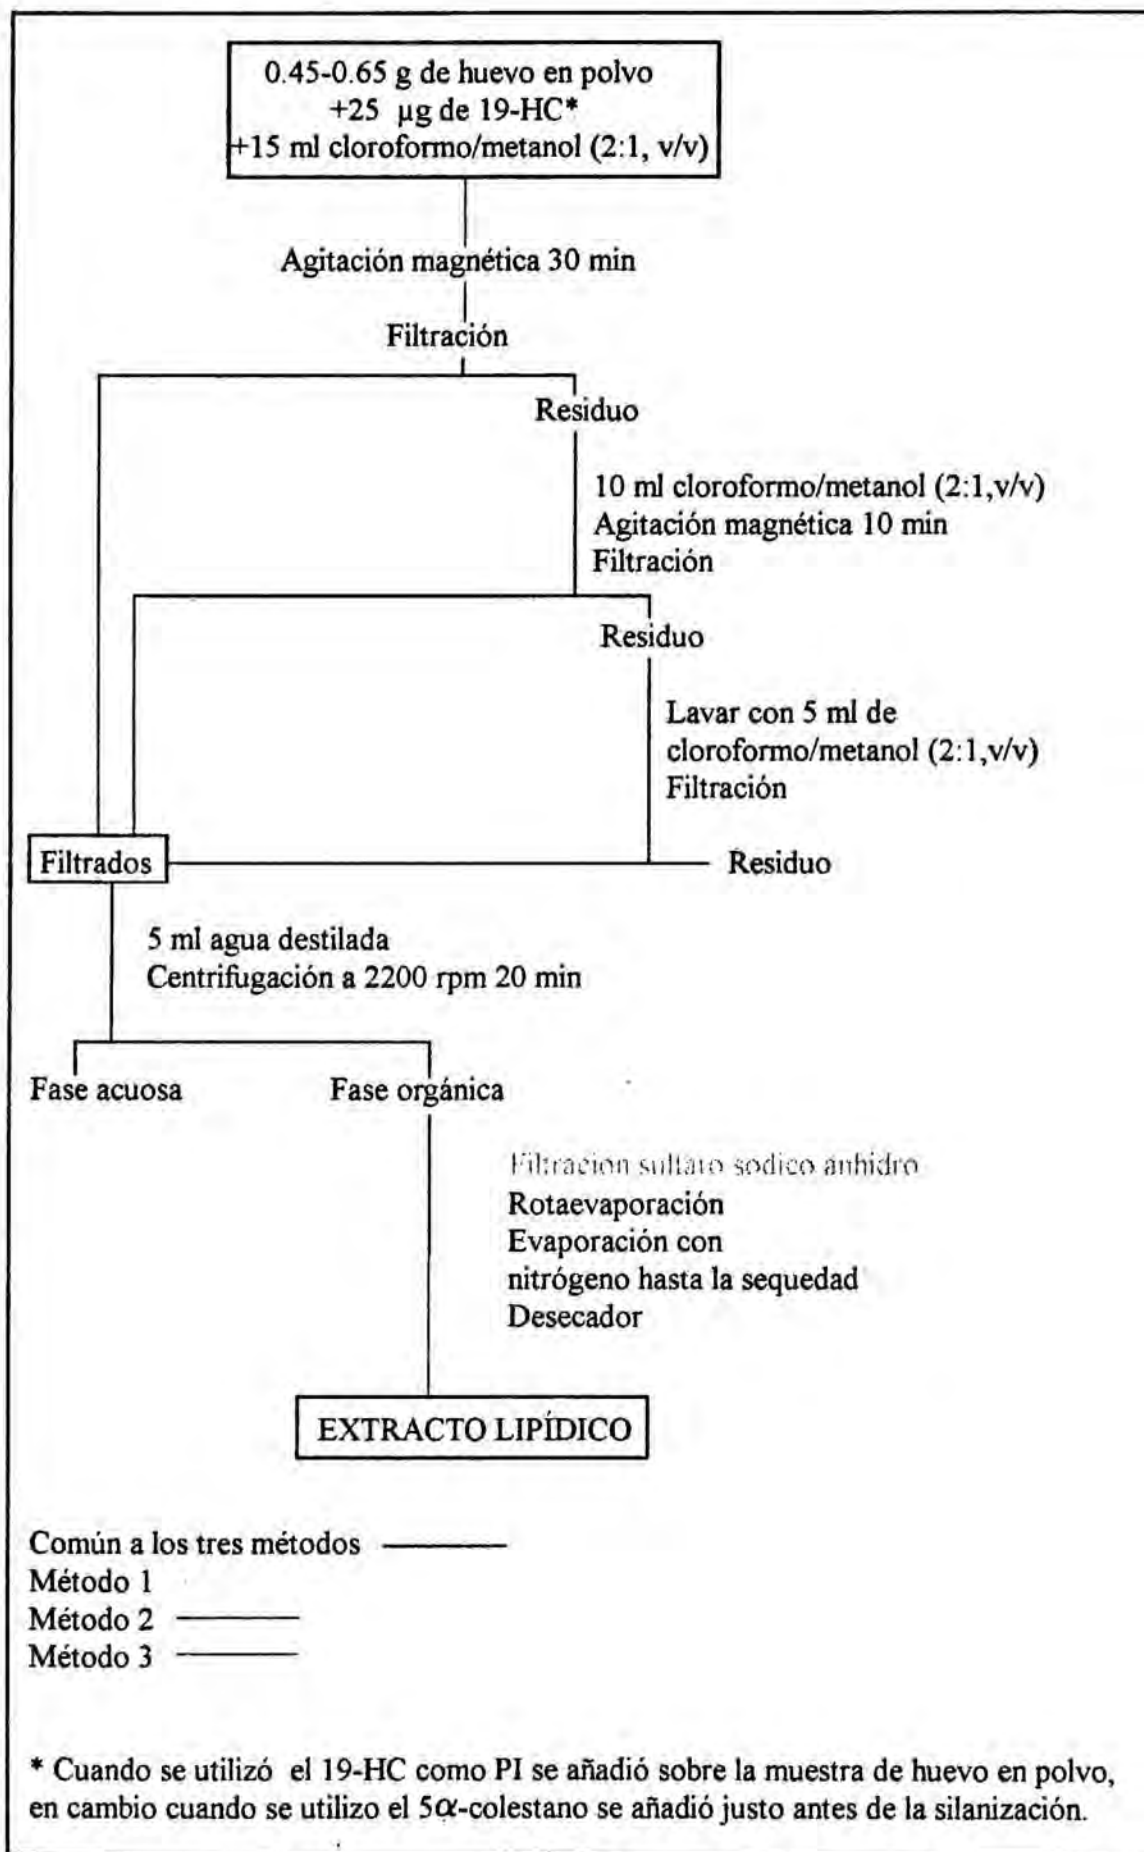 0.45-0.65 g de huevo en polvo
+25 µg de 19-HC*
+15 ml cloroformo/metanol (2:1, v/v)
Agitación magnética 30 min
Filtración
Residuo
10 ml cloroformo/metanol (2:1,v/v)
Agitación magnética 10 min
Filtración
Residuo
Lavar con 5 ml de
cloroformo/metanol (2:1,v/v)
Filtración
Filtrados
Residuo
5 ml agua destilada
Centrifugación a 2200 rpm 20 min
Fase acuosa
Fase orgánica
Filtracion sulfato sodico anhidro
Rotaevaporación
Evaporación con
nitrógeno hasta la sequedad
Desecador
EXTRACTO LIPÍDICO
Común a los tres métodos
Método 1
Método 2
Método 3
* Cuando se utilizó el 19-HC como PI se añadió sobre la muestra de huevo en polvo,
en cambio cuando se utilizo el 5α-colestano se añadió justo antes de la silanización.